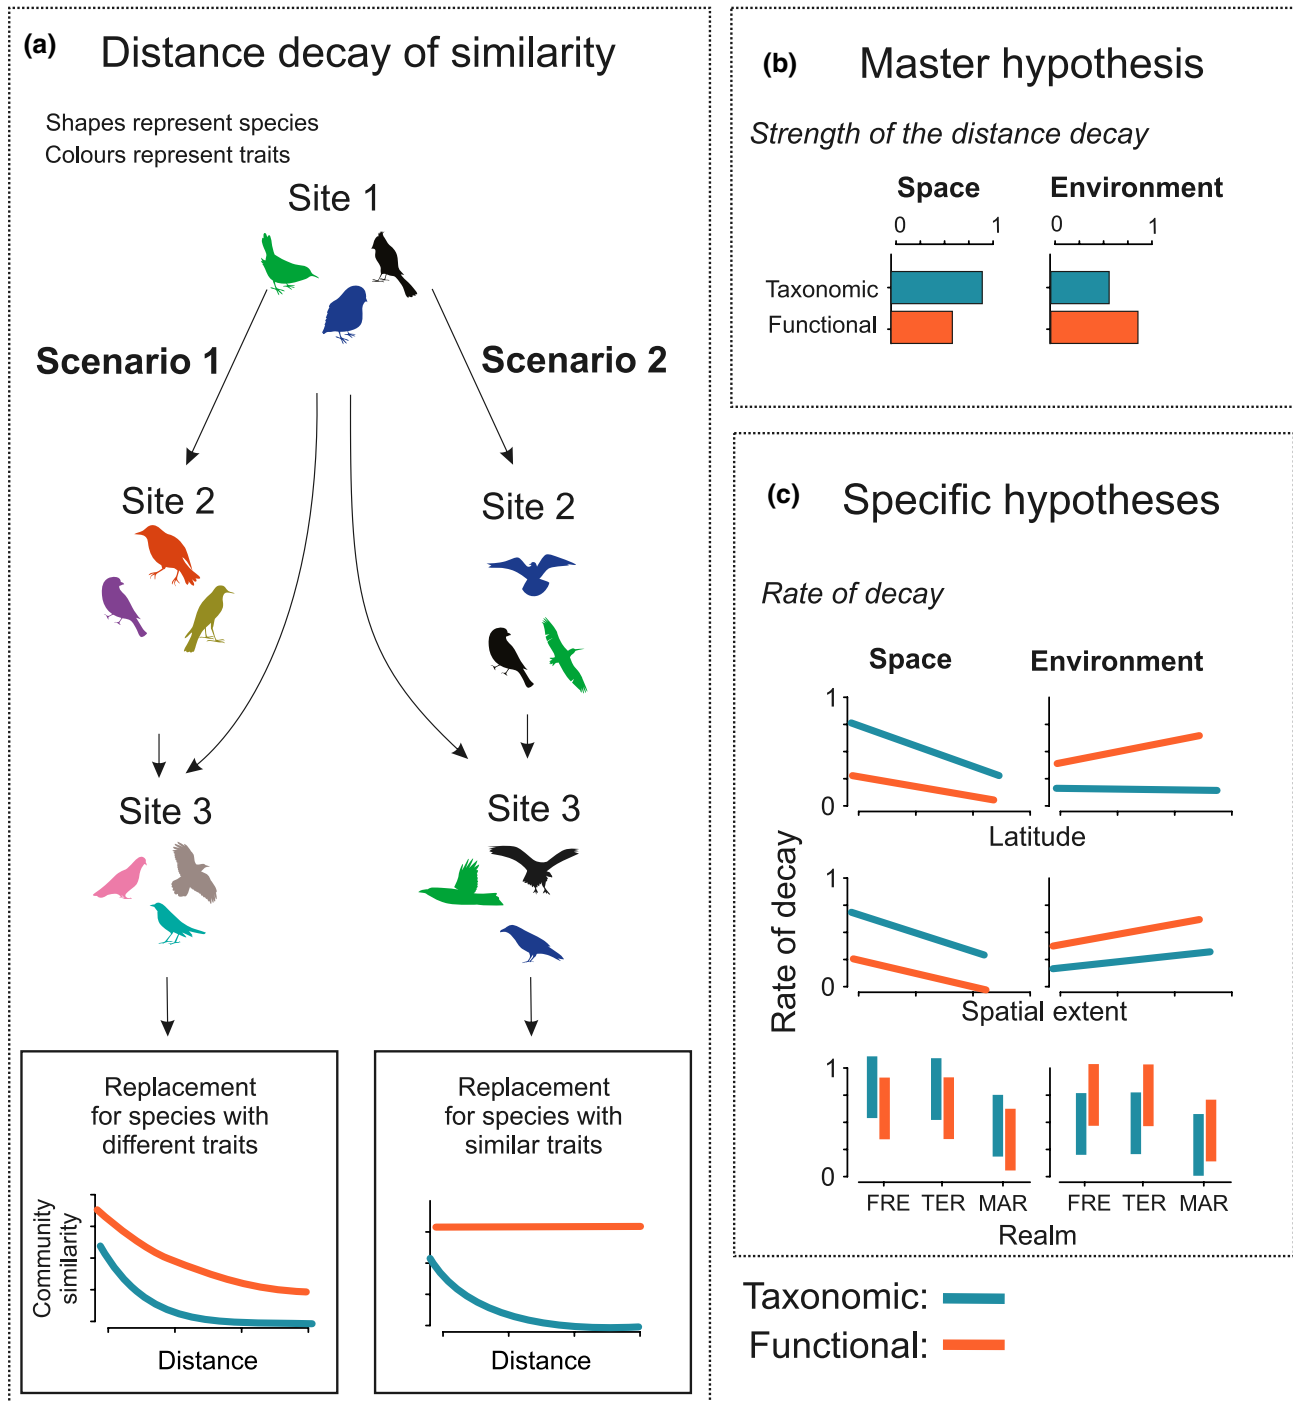 (a) Distance decay of similarity
Shapes represent species
Colours represent traits
Site 1
Scenario 1
Scenario 2
Site 2
Site 2
Site 3
Site 3
Replacement
for species with
different traits
Community
similarity
Distance
Replacement
for species with
similar traits
Distance
(b) Master hypothesis
Strength of the distance decay
Space
Environment
0 1
0 1
Taxonomic
Functional
(c) Specific hypotheses
Rate of decay
Space
Environment
Rate of decay
1
0
Latitude
1
0
Spatial extent
1
0
FRE TER MAR
FRE TER MAR
Realm
Taxonomic:
Functional: